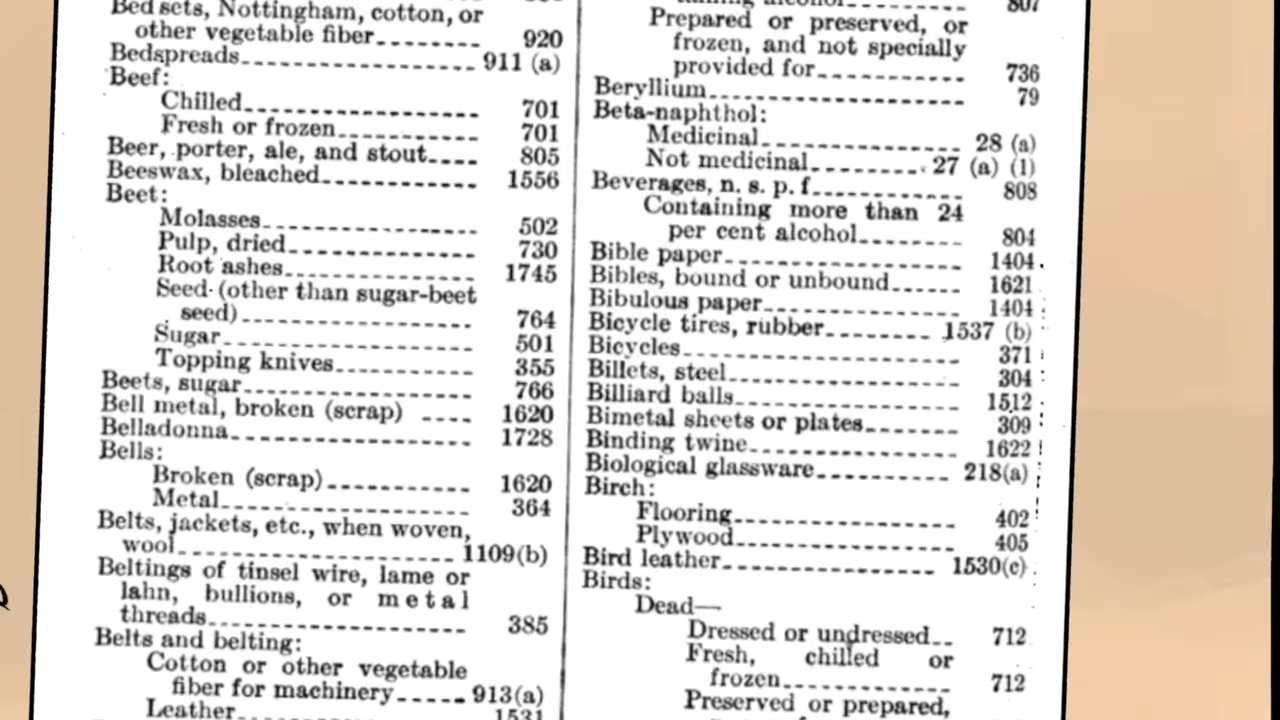 Bed sets, Nottingham, cotton, or
other vegetable fiber 920
Bedspreads 911 (a)
Beef:
Chilled 701
Fresh or frozen 701
Beer, porter, ale, and stout 805
Beeswax, bleached 1556
Beet:
Molasses 502
Pulp, dried 730
Root ashes 1745
Seed (other than sugar-beet
seed) 764
Sugar 501
Topping knives 355
Beets, sugar 766
Bell metal, broken (scrap) 1620
Belladonna 1728
Bells:
Broken (scrap) 1620
Metal 364
Belts, jackets, etc., when woven,
wool 1109(b)
Beltings of tinsel wire, lame or
lahn, bullions, or metal
threads 385
Belts and belting:
Cotton or other vegetable
fiber for machinery 913(a)
Leather 1531
807
Prepared or preserved, or
frozen, and not specially
provided for 736
Beryllium 79
Beta-naphthol:
Medicinal 28 (a)
Not medicinal 27 (a) (1)
Beverages, n. s. p. f. 808
Containing more than 24
per cent alcohol 804
Bible paper 1404
Bibles, bound or unbound 1621
Bibulous paper 1404
Bicycle tires, rubber 1537 (b)
Bicycles 371
Billets, steel 304
Billiard balls 1512
Bimetal sheets or plates 309
Binding twine 1622
Biological glassware 218(a)
Birch:
Flooring 402
Plywood 405
Bird leather 1530(c)
Birds:
Dead—
Dressed or undressed 712
Fresh, chilled or
frozen 712
Preserved or prepared,